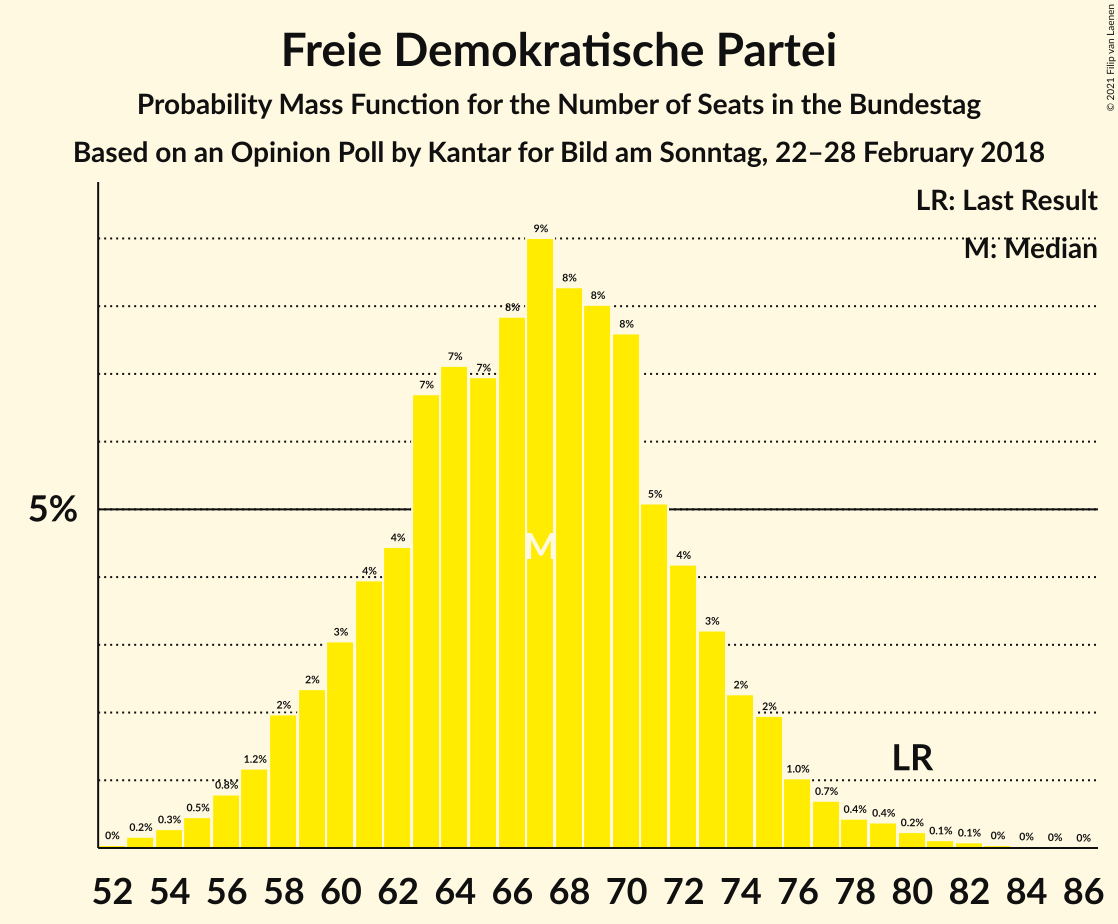 Freie Demokratische Partei
Probability Mass Function for the Number of Seats in the Bundestag
Based on an Opinion Poll by Kantar for Bild am Sonntag, 22–28 February 2018
© 2021 Filip van Laenen
LR: Last Result
M: Median
5%
0% 0.2% 0.3% 0.5% 0.8% 1.2% 2% 2% 3% 4% 4% 7% 7% 7% 8% 9% 8% 8% 8% 5% 4% 3% 2% 2% 1.0% 0.7% 0.4% 0.4% 0.2% 0.1% 0.1% 0% 0% 0% 0%
M
LR
52 54 56 58 60 62 64 66 68 70 72 74 76 78 80 82 84 86